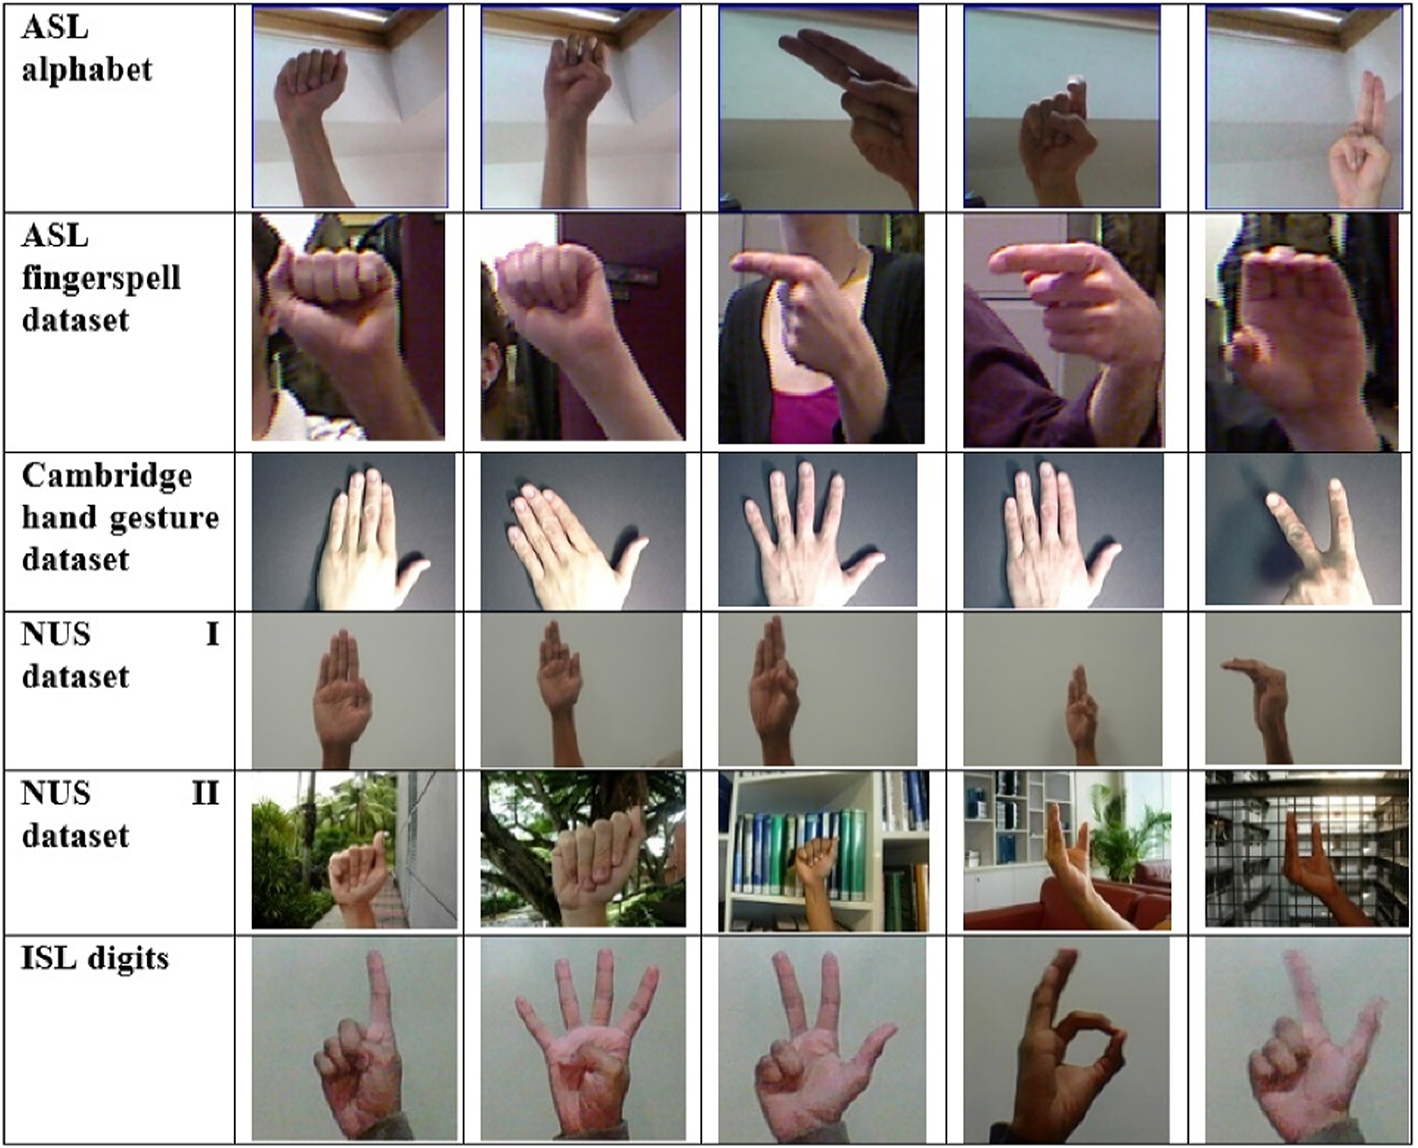 ASL
alphabet
ASL
fingerspell
dataset
Cambridge
hand gesture
dataset
NUS I
dataset
NUS II
dataset
ISL digits